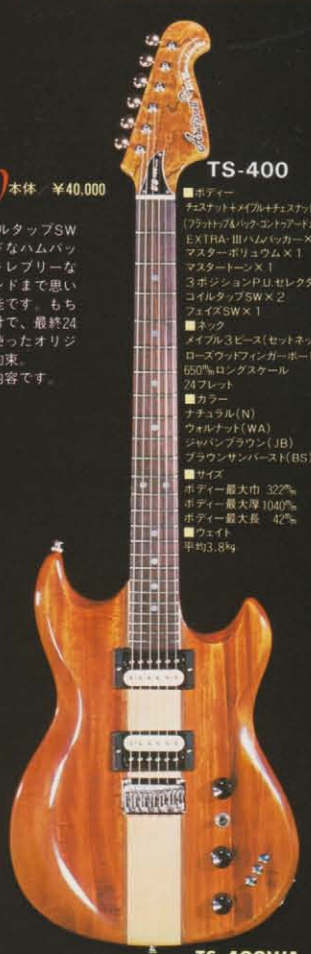 本体 ¥40,000
ルタップSW
ドなハムバッ
レブリーな
ンドまで思い
能です。もち
計で、最終24
使ったオリジ
約束。
内容です。
TS-400
■ボディー
チェスナット+メイプル+チェスナット
(フラットトップ&バック・コントゥアード
EXTRA-IIIハムバッカー×
マスターボリュウム×1
マスタートーン×1
3ポジションP.U.セレクタ
コイルタップSW×2
フェイズSW×1
■ネック
メイプル3ピース(セットネッ
ローズウッドフィンガーボー
650㎜ロングスケール
24フレット
■カラー
ナチュラル(N)
ウォルナット(WA)
ジャパンブラウン(JB)
ブラウンサンバースト(BS)
■サイズ
ボディー最大巾 322㎜
ボディー最大厚 1040㎜
ボディー最大長 42㎜
■ウェイト
平均3.8kg
TS-400WA